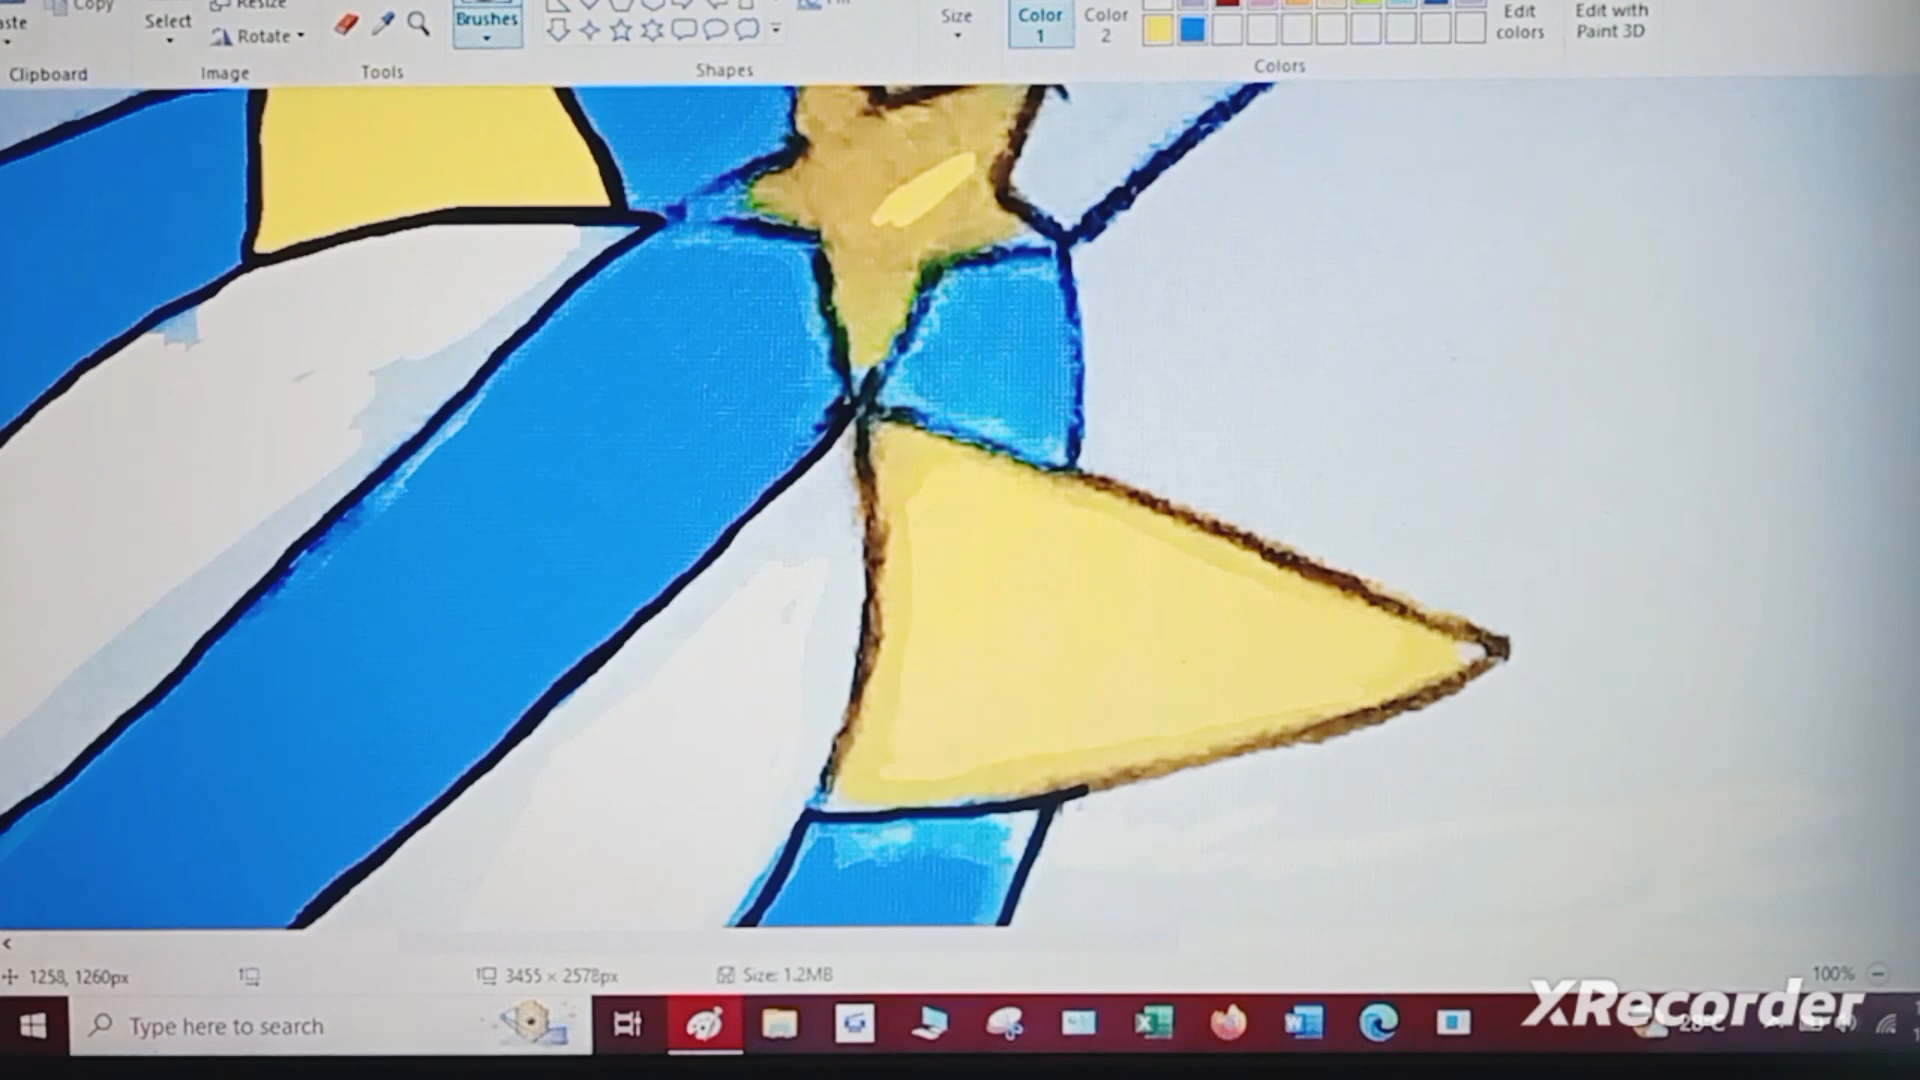 Copy
Resize
Select
Brushes
Size
Color
1
Color
2
Edit
colors
Edit with
Paint 3D
Rotate
Clipboard
Image
Tools
Shapes
Colors
1258, 1260px
3455 × 2578px
Size: 1.2MB
100%
Type here to search
XRecorder